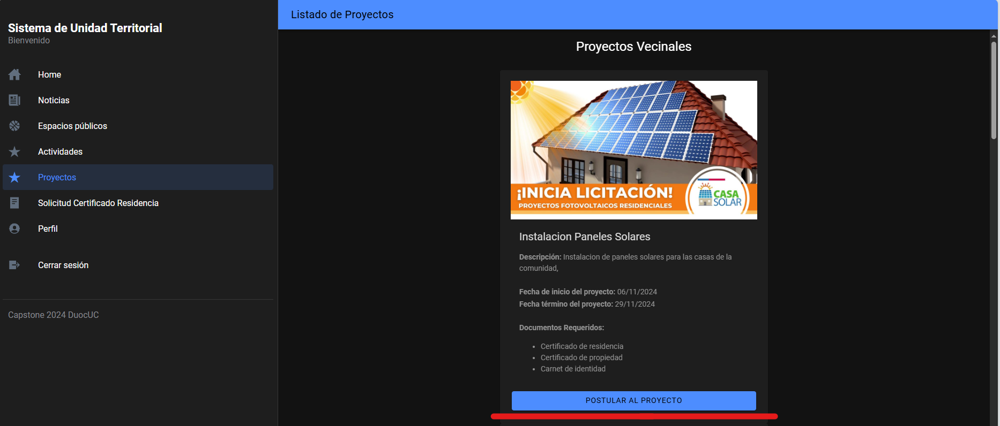 Sistema de Unidad Territorial
Bienvenido
Home
Noticias
Espacios públicos
Actividades
Proyectos
Solicitud Certificado Residencia
Perfil
Cerrar sesión
Capstone 2024 DuocUC
Listado de Proyectos
Proyectos Vecinales
¡INICIA LICITACIÓN!
PROYECTOS FOTOVOLTAICOS RESIDENCIALES
CASA
SOLAR
Instalacion Paneles Solares
Descripción: Instalacion de paneles solares para las casas de la
comunidad,
Fecha de inicio del proyecto: 06/11/2024
Fecha término del proyecto: 29/11/2024
Documentos Requeridos:
• Certificado de residencia
• Certificado de propiedad
• Carnet de identidad
POSTULAR AL PROYECTO